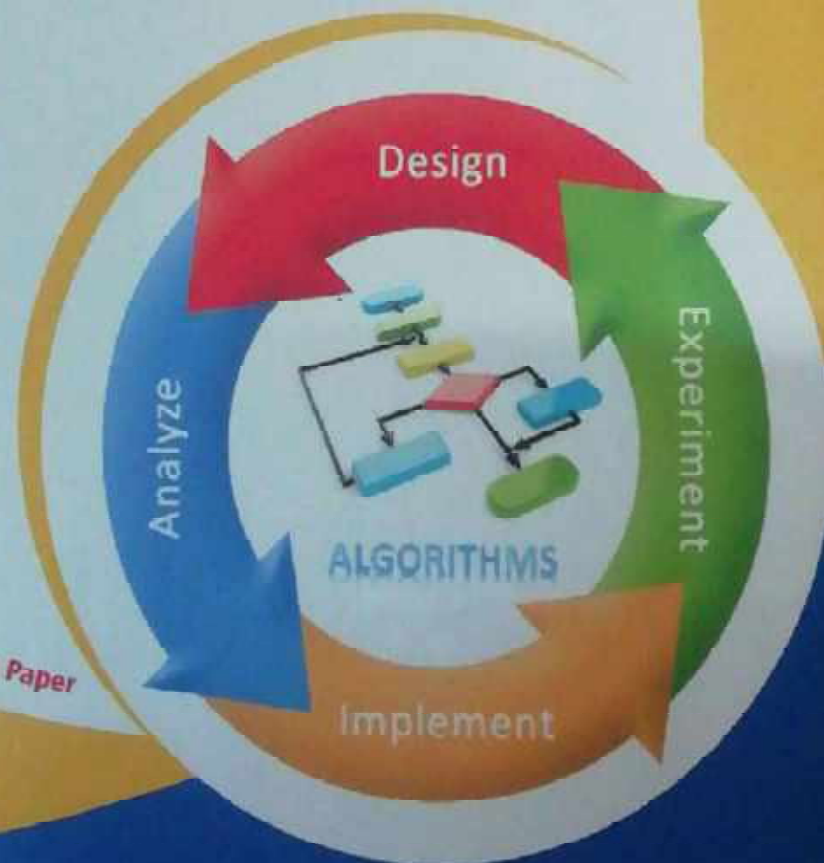 Design
Experiment
Analyze
ALGORITHMS
Implement
Paper